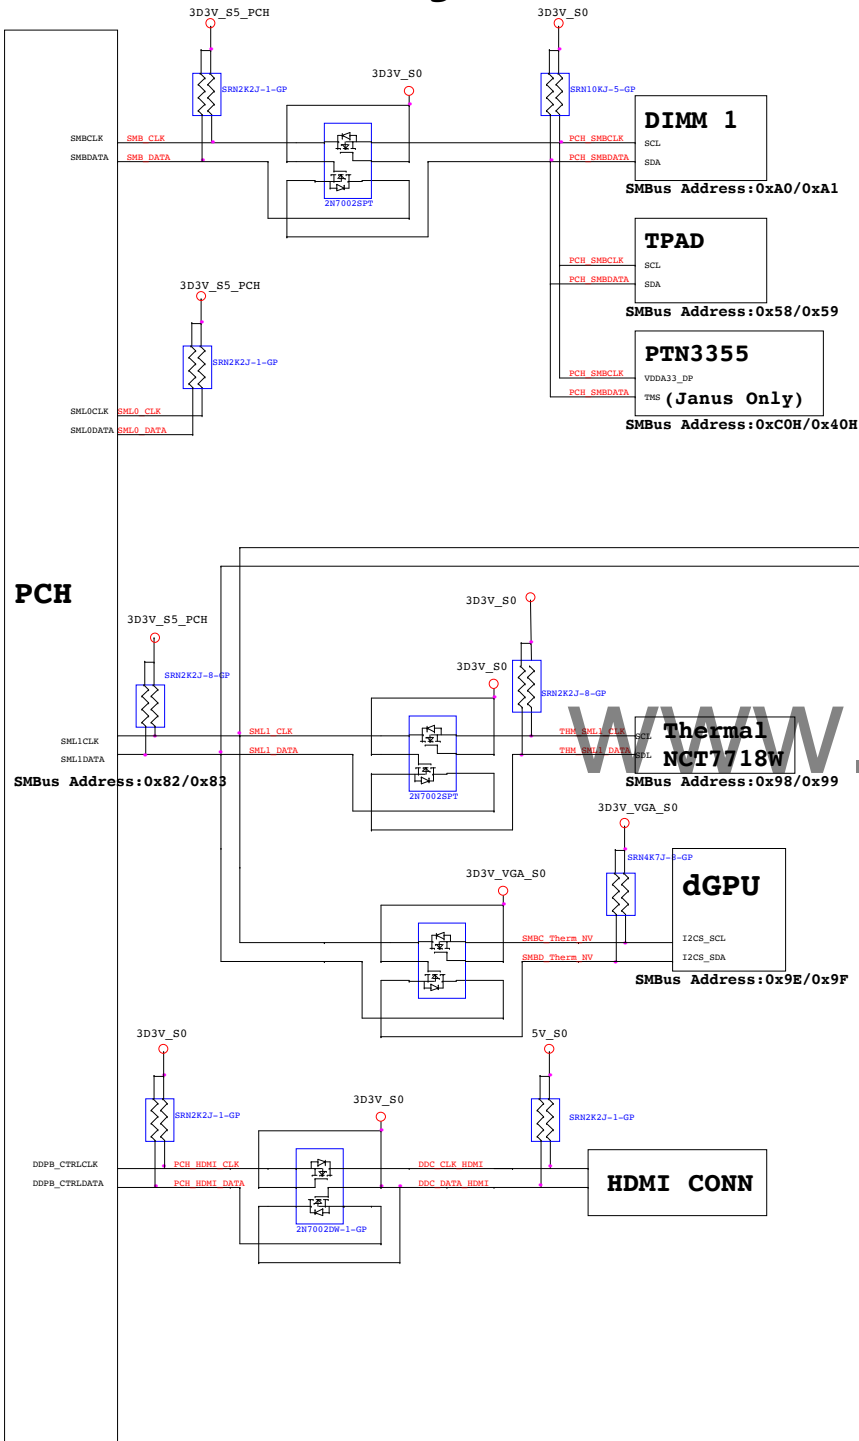 3D3V_S5_PCH
3D3V_S0
SRN2K2J-1-GP
3D3V_S0
SRN10KJ-5-GP
DIMM 1
SMBCLK
SMB_CLK
PCH_SMBCLK
SCL
SMBDATA
SMB_DATA
PCH_SMBDATA
SDA
2N7002SPT
SMBus Address:0xA0/0xA1
TPAD
PCH_SMBCLK
SCL
PCH_SMBDATA
SDA
3D3V_S5_PCH
SMBus Address:0x58/0x59
SRN2K2J-1-GP
PTN3355
PCH_SMBCLK
VDDA33_DP
PCH_SMBDATA
TMS (Janus Only)
SML0CLK
SML0_CLK
SMBus Address:0xC0H/0x40H
SML0DATA
SML0_DATA
PCH
3D3V_S5_PCH
3D3V_S0
SRN2K2J-8-GP
3D3V_S0
SRN2K2J-8-GP
SML1CLK
SML1_CLK
THM_SML1_CLK
SCL
Thermal
SML1DATA
SML1_DATA
THM_SML1_DATA
SDL
NCT7718W
WWW.
SMBus Address:0x82/0x83
2N7002SPT
SMBus Address:0x98/0x99
3D3V_VGA_S0
SRN4K7J-8-GP
3D3V_VGA_S0
dGPU
SMBC_Therm_NV
I2CS_SCL
SMBD_Therm_NV
I2CS_SDA
SMBus Address:0x9E/0x9F
3D3V_S0
5V_S0
3D3V_S0
SRN2K2J-1-GP
SRN2K2J-1-GP
DDPB_CTRLCLK
PCH_HDMI_CLK
DDC_CLK_HDMI
DDPB_CTRLDATA
PCH_HDMI_DATA
DDC_DATA_HDMI
HDMI CONN
2N7002DW-1-GP